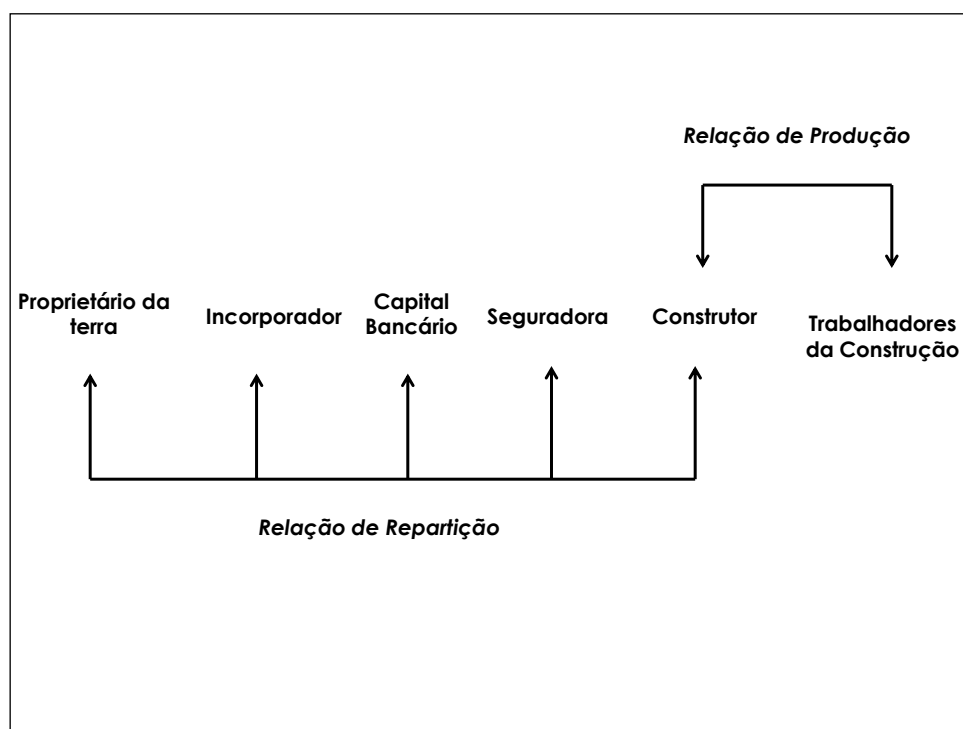 Relação de Produção
Proprietário da
terra
Incorporador
Capital
Bancário
Seguradora
Construtor
Trabalhadores
da Construção
Relação de Repartição